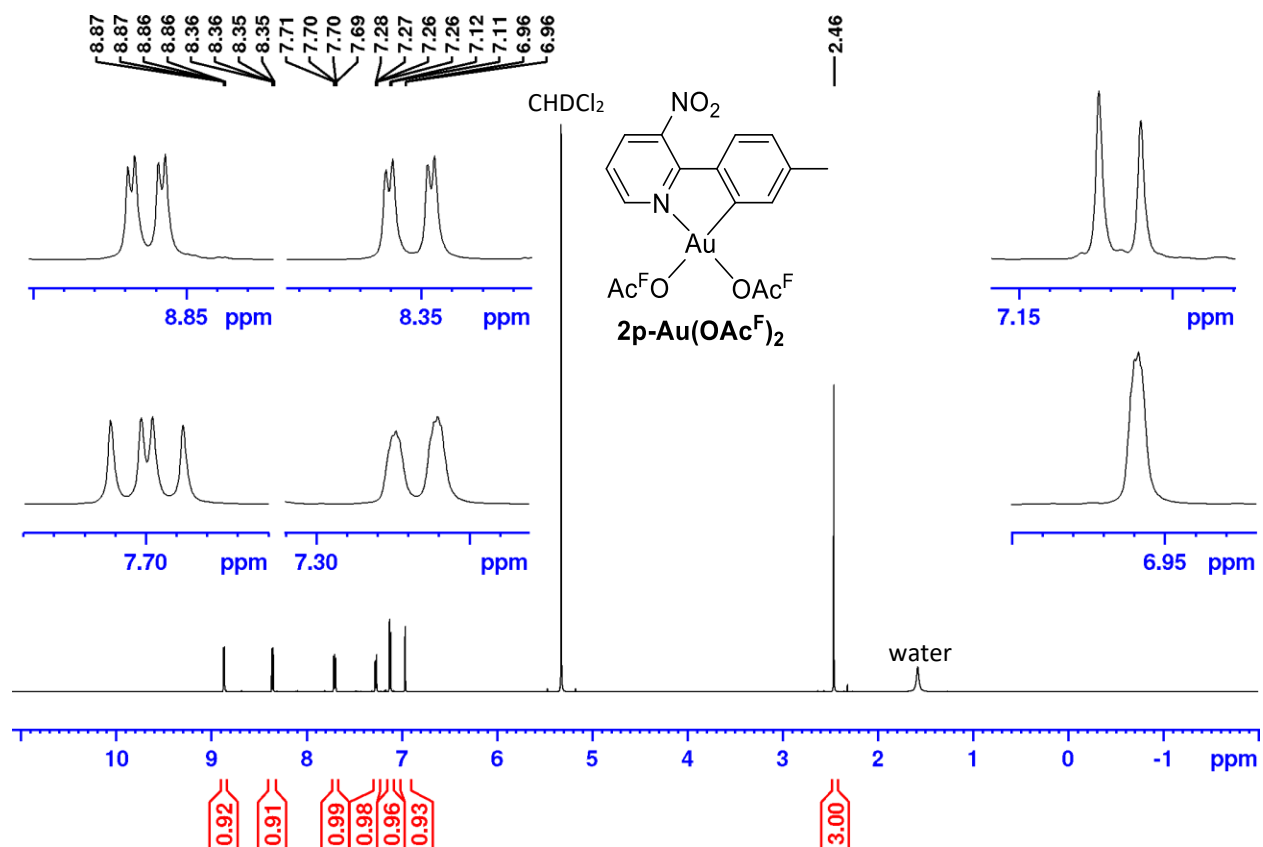 8.87
8.87
8.86
8.86
8.36
8.36
8.35
8.35
7.71
7.70
7.70
7.69
7.28
7.27
7.26
7.26
7.12
7.11
6.96
6.96
2.46
CHDCl₂
NO₂
N
Au
AcᶠO
OAcᶠ
2p-Au(OAcᶠ)₂
8.85 ppm
8.35 ppm
7.15 ppm
7.70 ppm
7.30 ppm
6.95 ppm
water
10 9 8 7 6 5 4 3 2 1 0 -1 ppm
0.92
0.91
0.99
0.98
0.96
0.93
3.00